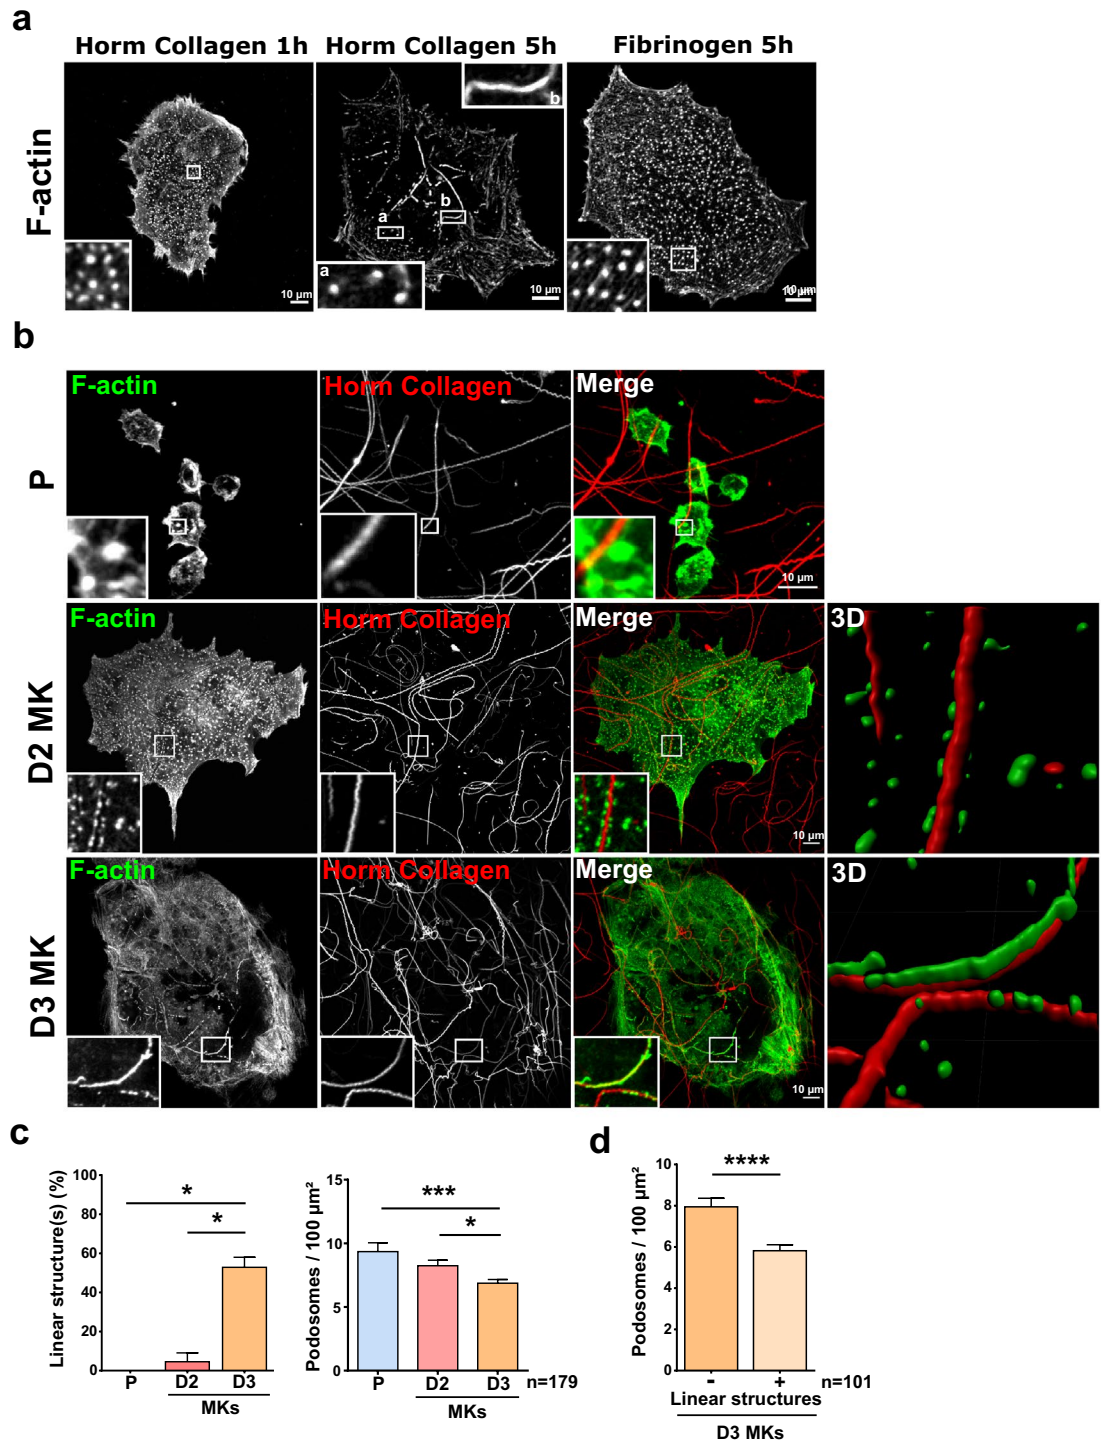 a
Horm Collagen 1h
Horm Collagen 5h
Fibrinogen 5h
F-actin
b
a
b
a
10 µm
10 µm
10 µm
b
F-actin
Horm Collagen
Merge
P
10 µm
F-actin
Horm Collagen
Merge
3D
D2 MK
10 µm
F-actin
Horm Collagen
Merge
3D
D3 MK
10 µm
c
Linear structure(s) (%)
100
80
60
40
20
0
*
*
P
D2
D3
MKs
Podosomes / 100 µm²
15
10
5
0
***
*
P
D2
D3
n=179
MKs
d
Podosomes / 100 µm²
10
8
6
4
2
0
****
-
+
n=101
Linear structures
D3 MKs